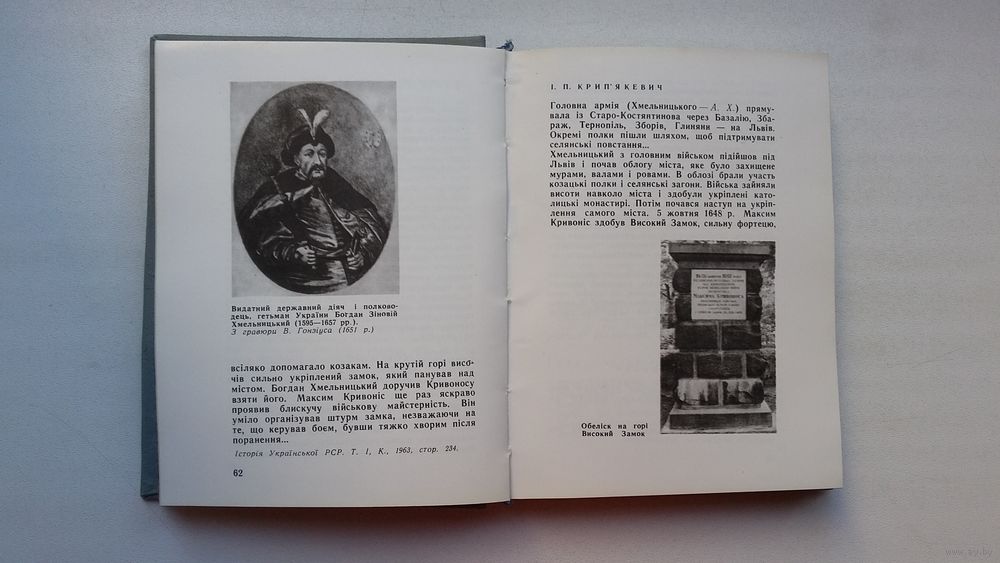 Видатний державний діяч і полково-
дець, гетьман України Богдан Зіновій
Хмельницький (1595—1657 рр.).
З гравюри В. Гонзіуса (1651 р.)
всіляко допомагало козакам. На крутій горі висо-
чів сильно укріплений замок, який панував над
містом. Богдан Хмельницький доручив Кривоносу
взяти його. Максим Кривоніс ще раз яскраво
проявив блискучу військову майстерність. Він
уміло організував штурм замка, незважаючи на
те, що керував боєм, бувши тяжко хворим після
поранення...
Історія Української РСР. Т. I, К., 1963, стор. 234.
62
І. П. КРИП'ЯКЕВИЧ
Головна армія (Хмельницького — А. Х.) пряму-
вала із Старо-Костянтинова через Базалію, Зба-
раж, Тернопіль, Зборів, Глиняни — на Львів.
Окремі полки пішли шляхом, щоб підтримувати
селянські повстання...
Хмельницький з головним військом підійшов під
Львів і почав облогу міста, яке було захищене
мурами, валами і ровами. В облозі брали участь
козацькі полки і селянські загони. Війська зайняли
висоти навколо міста і здобули укріплені като-
лицькі монастирі. Потім почався наступ на укріп-
лення самого міста. 5 жовтня 1648 р. Максим
Кривоніс здобув Високий Замок, сильну фортецю,
Максима Кривоноса
Обеліск на горі
Високий Замок
www.ay.by